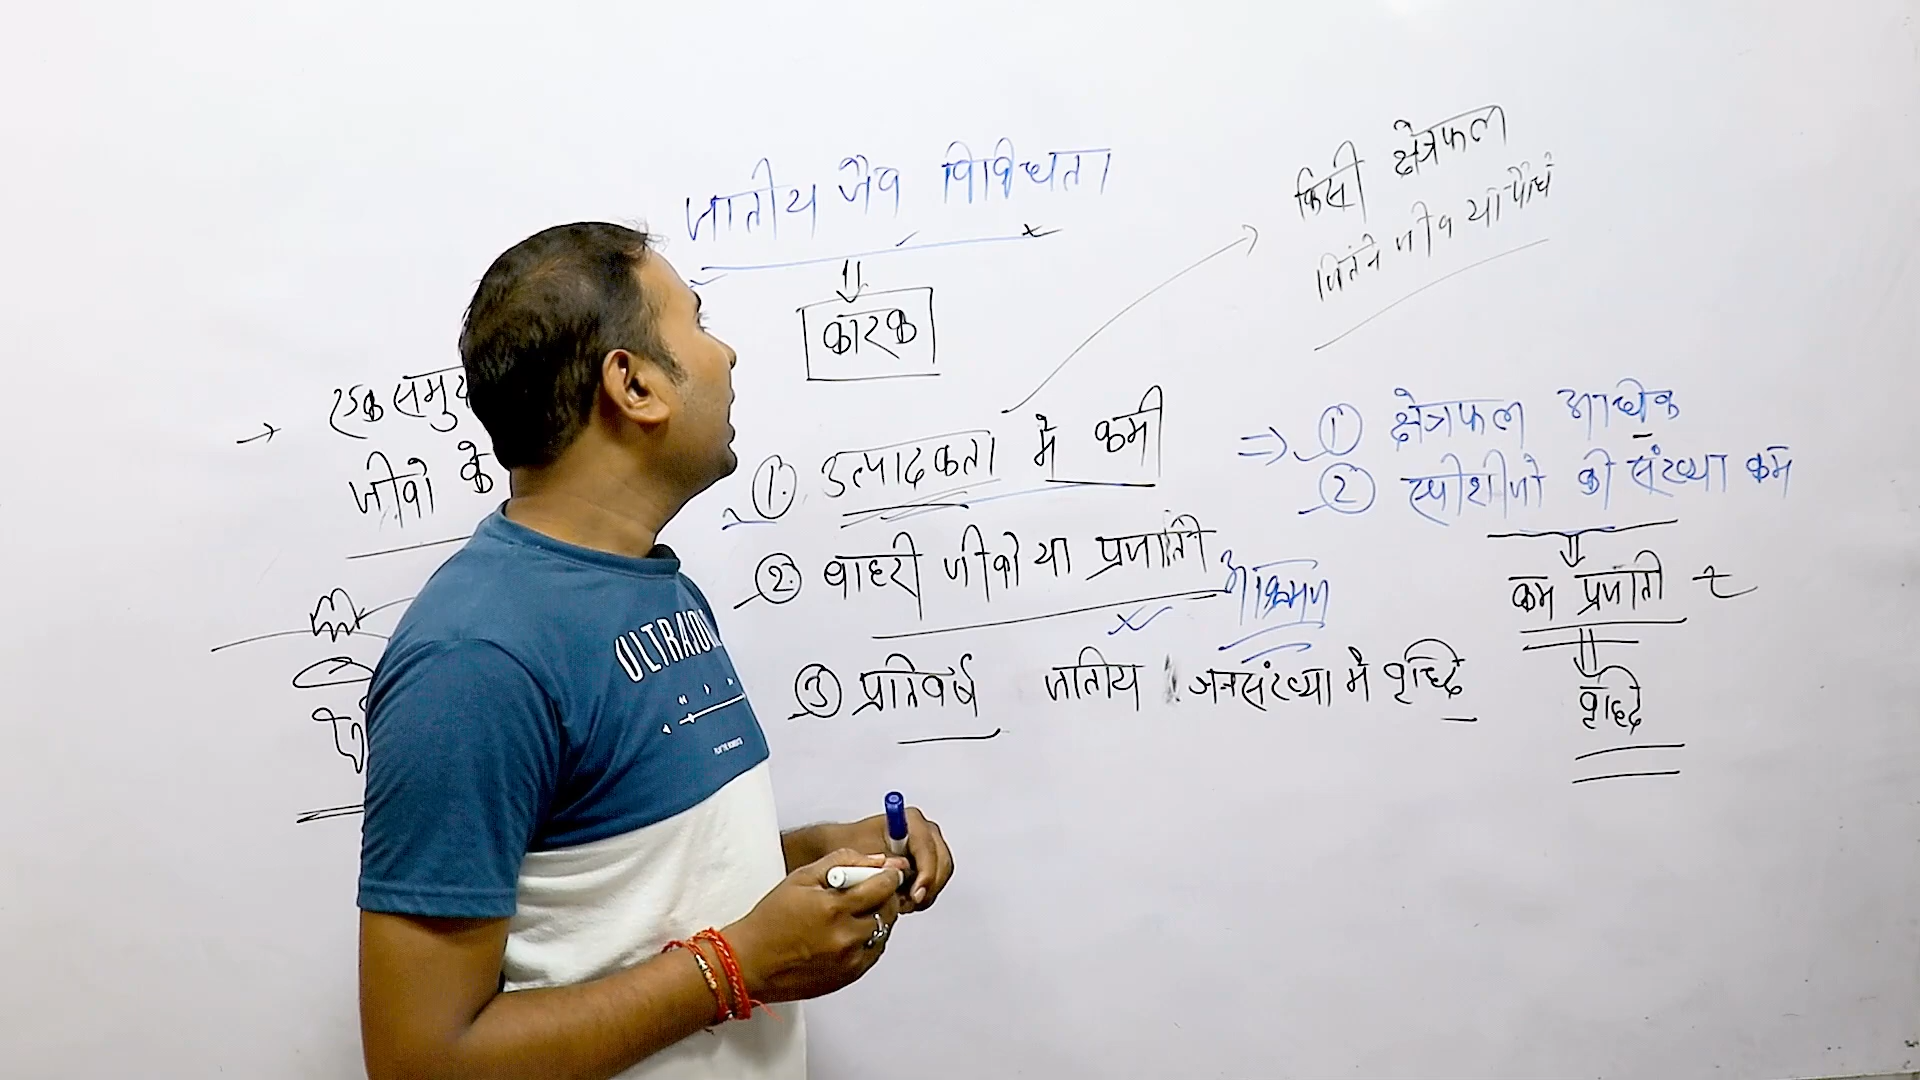 जातीय जैव विविधता
कारक
किसी क्षेत्रफल
जितने जीव या पौधे
→ एक समु
जीवो के
1. उत्पादकता में कमी
2. बाहरी जीवो या प्रजाती आक्रमण
3 प्रतिवर्ष जातीय जनसंख्या मे वृद्धि
⇒ 1 क्षेत्रफल अधिक
2 स्पीशीजो की संख्या कम
कम प्रजाती
वृद्धि
ULTRA